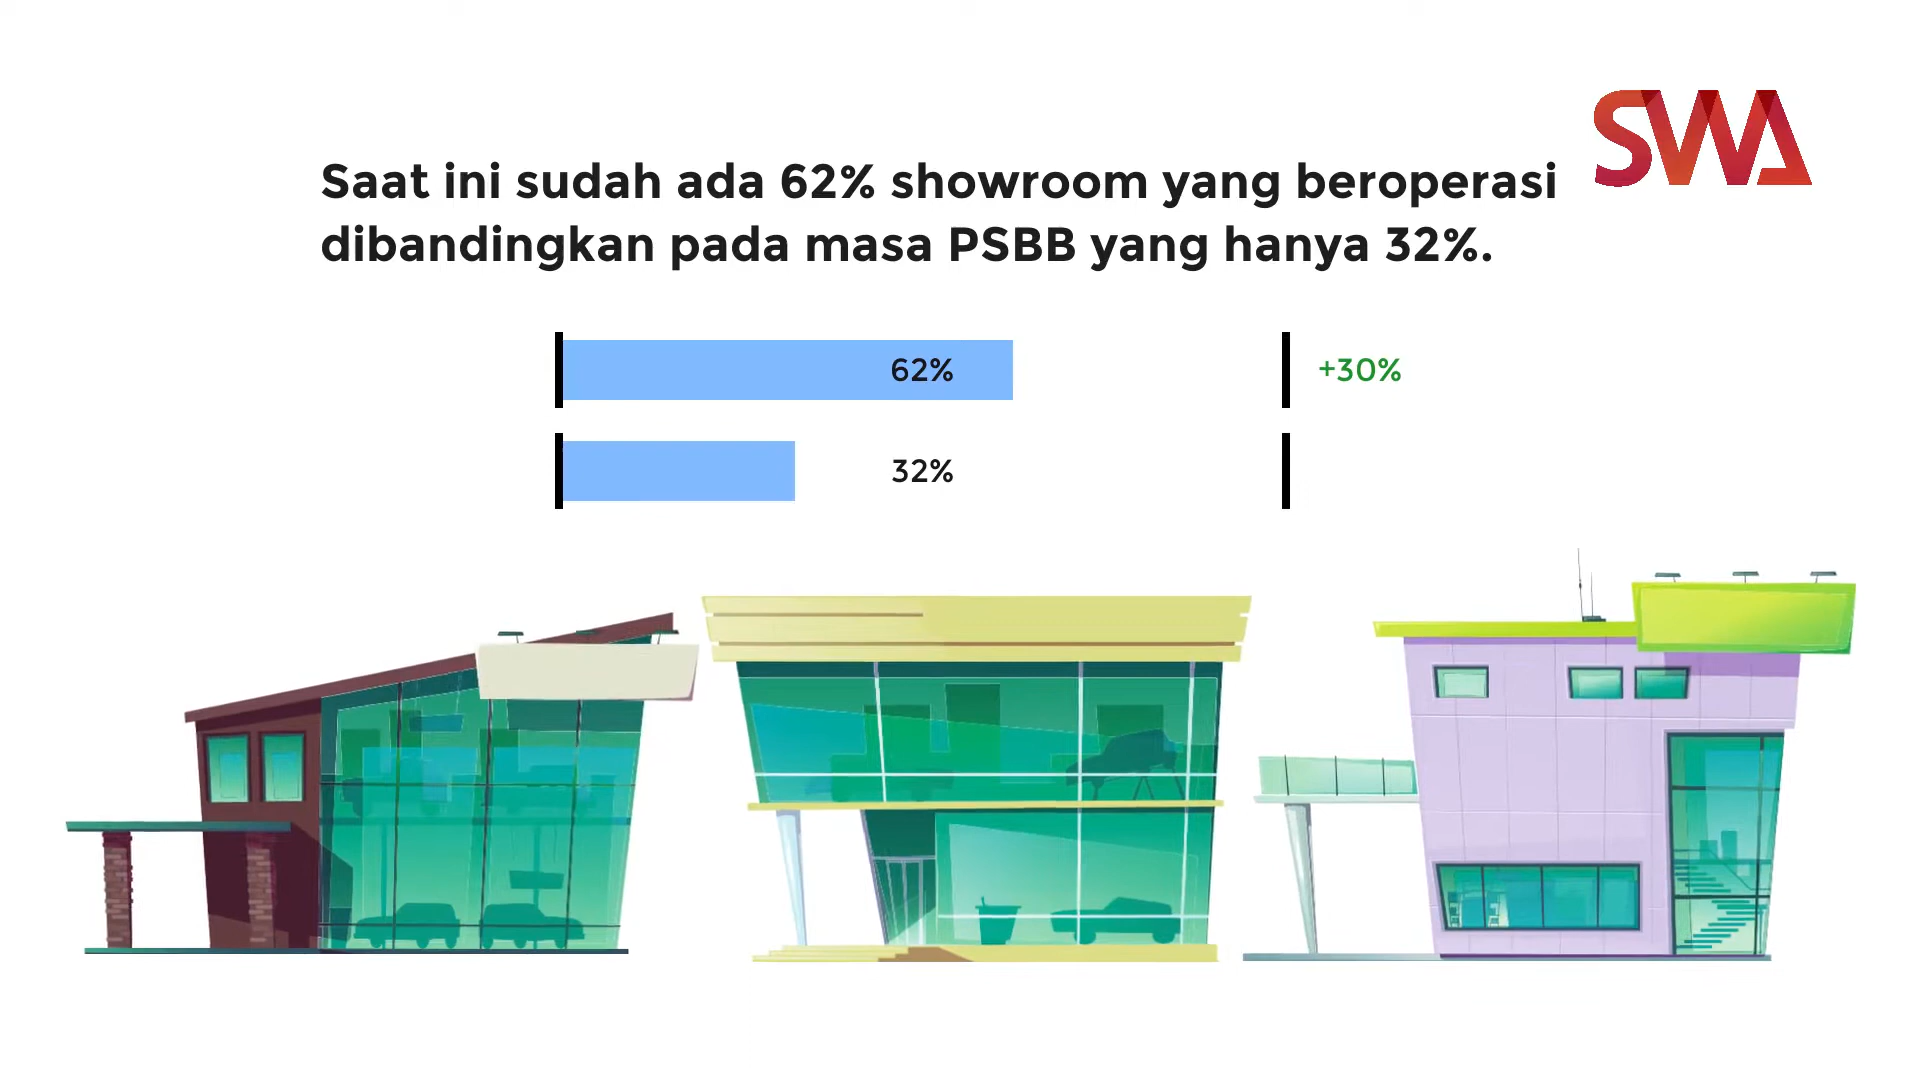 SWA
Saat ini sudah ada 62% showroom yang beroperasi
dibandingkan pada masa PSBB yang hanya 32%.
62%
+30%
32%